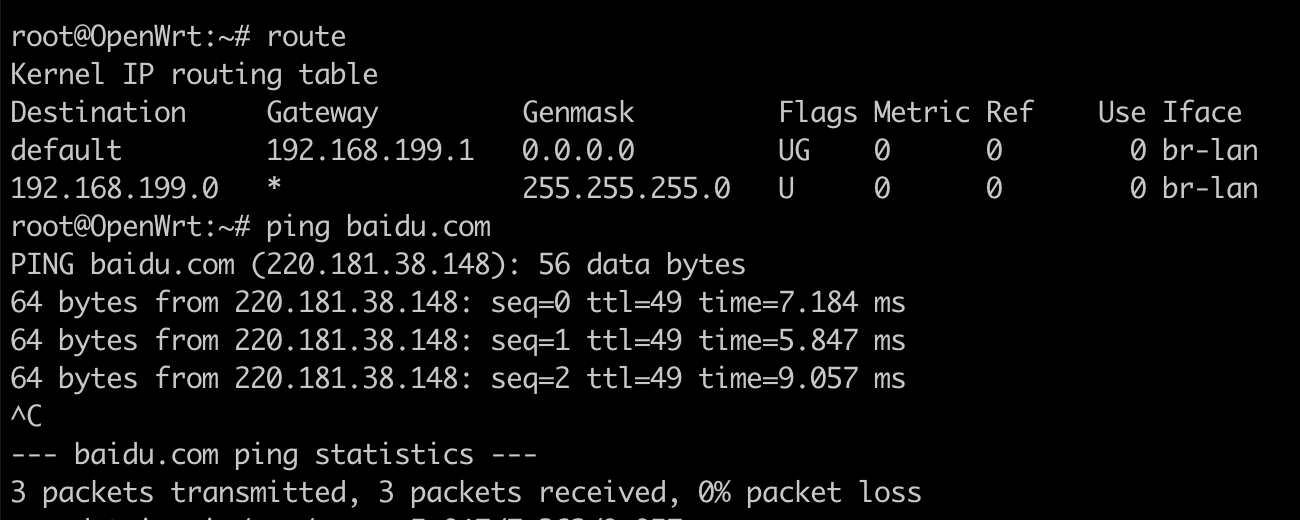 root@OpenWrt:~# route
Kernel IP routing table
Destination     Gateway         Genmask         Flags Metric Ref    Use Iface
default         192.168.199.1   0.0.0.0         UG    0      0        0 br-lan
192.168.199.0   *               255.255.255.0   U     0      0        0 br-lan
root@OpenWrt:~# ping baidu.com
PING baidu.com (220.181.38.148): 56 data bytes
64 bytes from 220.181.38.148: seq=0 ttl=49 time=7.184 ms
64 bytes from 220.181.38.148: seq=1 ttl=49 time=5.847 ms
64 bytes from 220.181.38.148: seq=2 ttl=49 time=9.057 ms
^C
--- baidu.com ping statistics ---
3 packets transmitted, 3 packets received, 0% packet loss